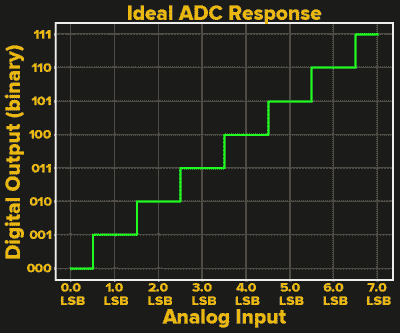 Ideal ADC Response
Digital Output (binary)
111
110
101
100
011
010
001
000
0.0 1.0 2.0 3.0 4.0 5.0 6.0 7.0
LSB LSB LSB LSB LSB LSB LSB LSB
Analog Input